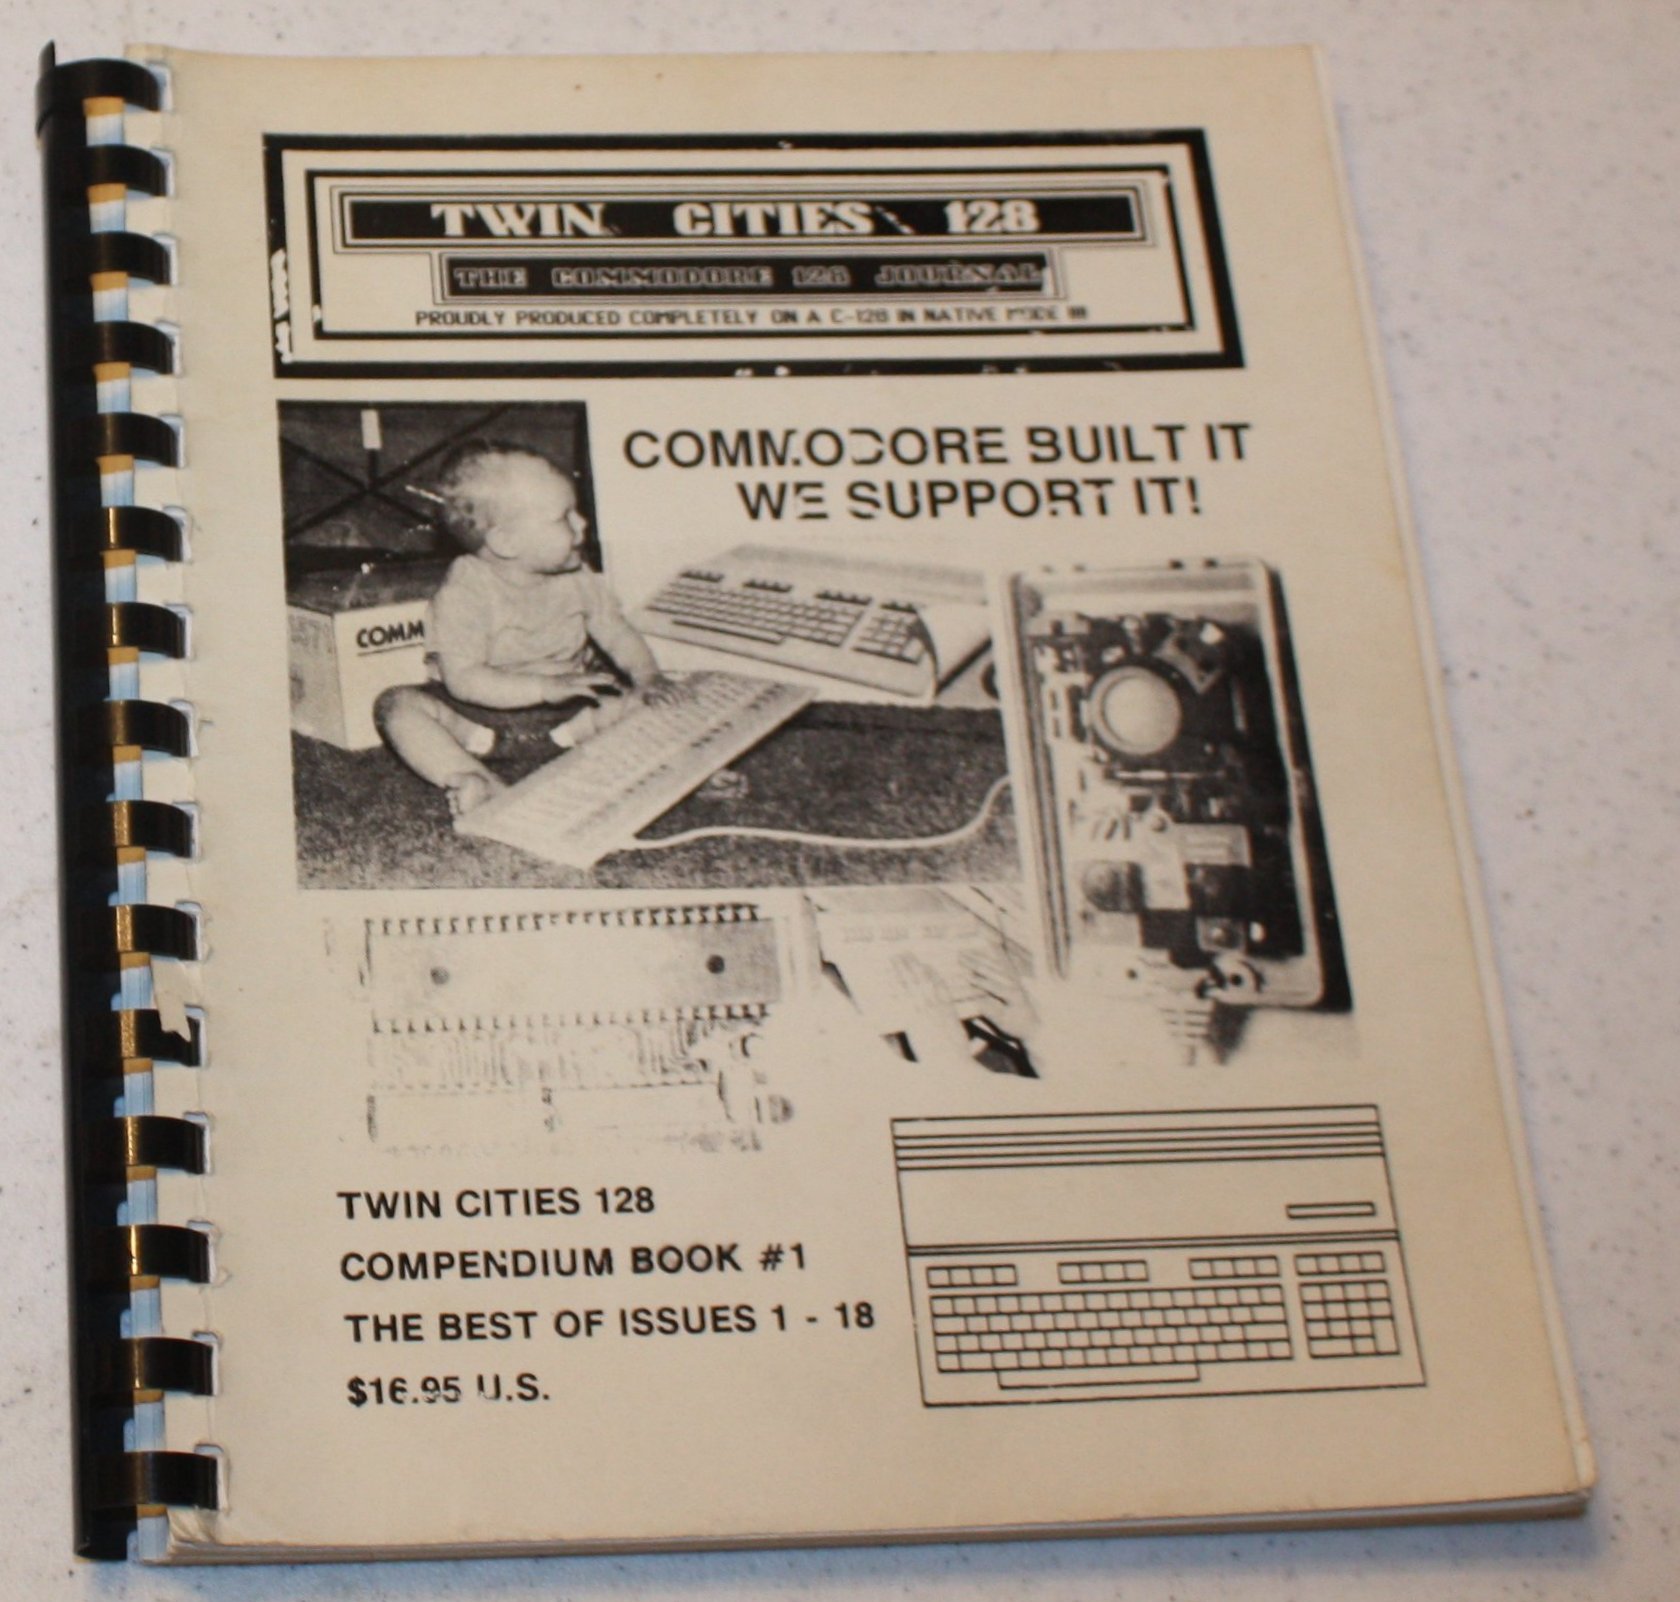 TWIN CITIES 128
THE COMMODORE 128 JOURNAL
PROUDLY PRODUCED COMPLETELY ON A C-128 IN NATIVE MODE !!!
COMMODORE BUILT IT
WE SUPPORT IT!
COMM
TWIN CITIES 128
COMPENDIUM BOOK #1
THE BEST OF ISSUES 1 - 18
$16.95 U.S.